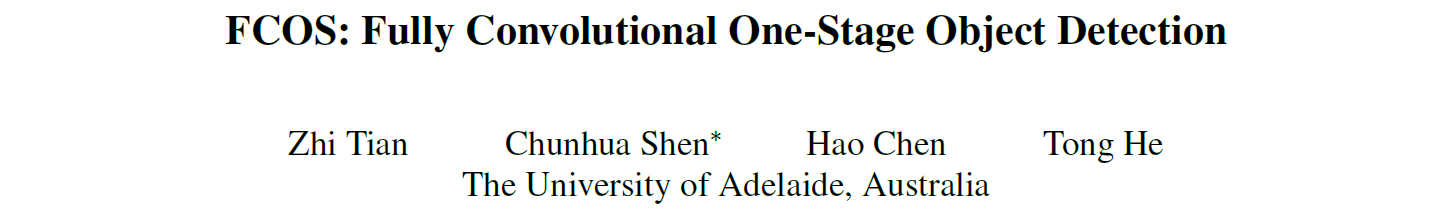 FCOS: Fully Convolutional One-Stage Object Detection
Zhi Tian Chunhua Shen* Hao Chen Tong He
The University of Adelaide, Australia